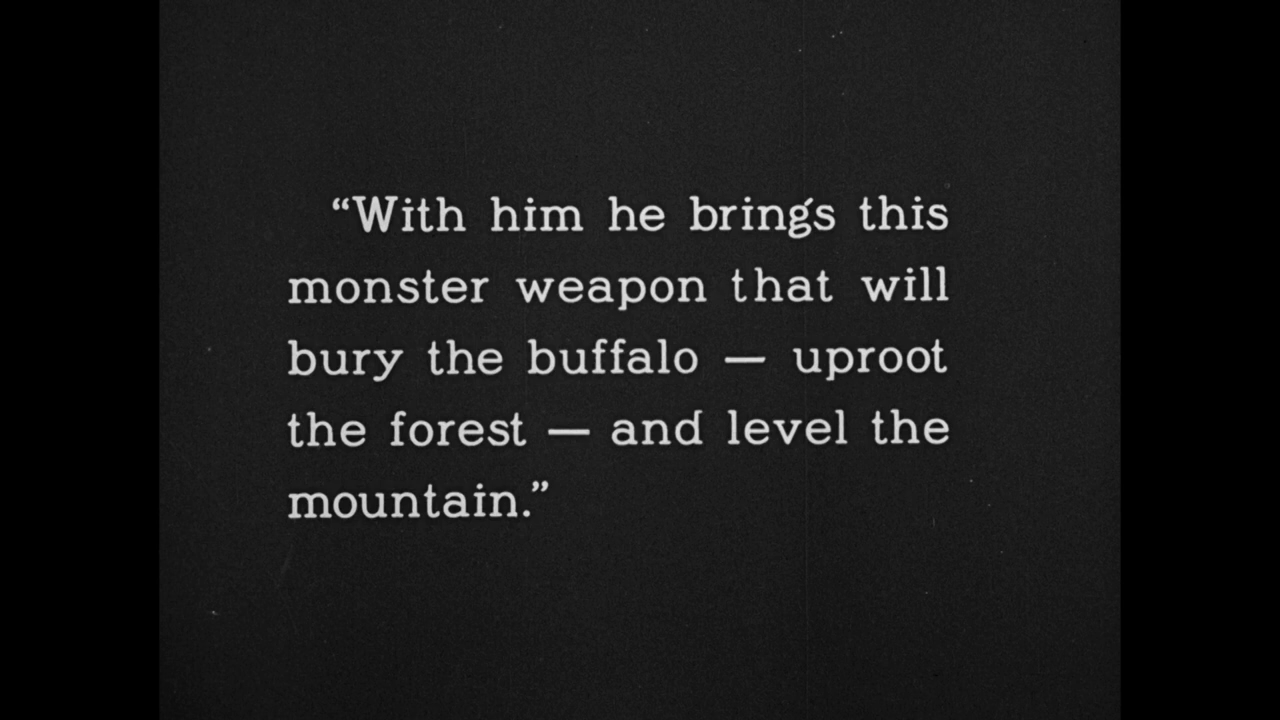 “With him he brings this
monster weapon that will
bury the buffalo — uproot
the forest — and level the
mountain.”